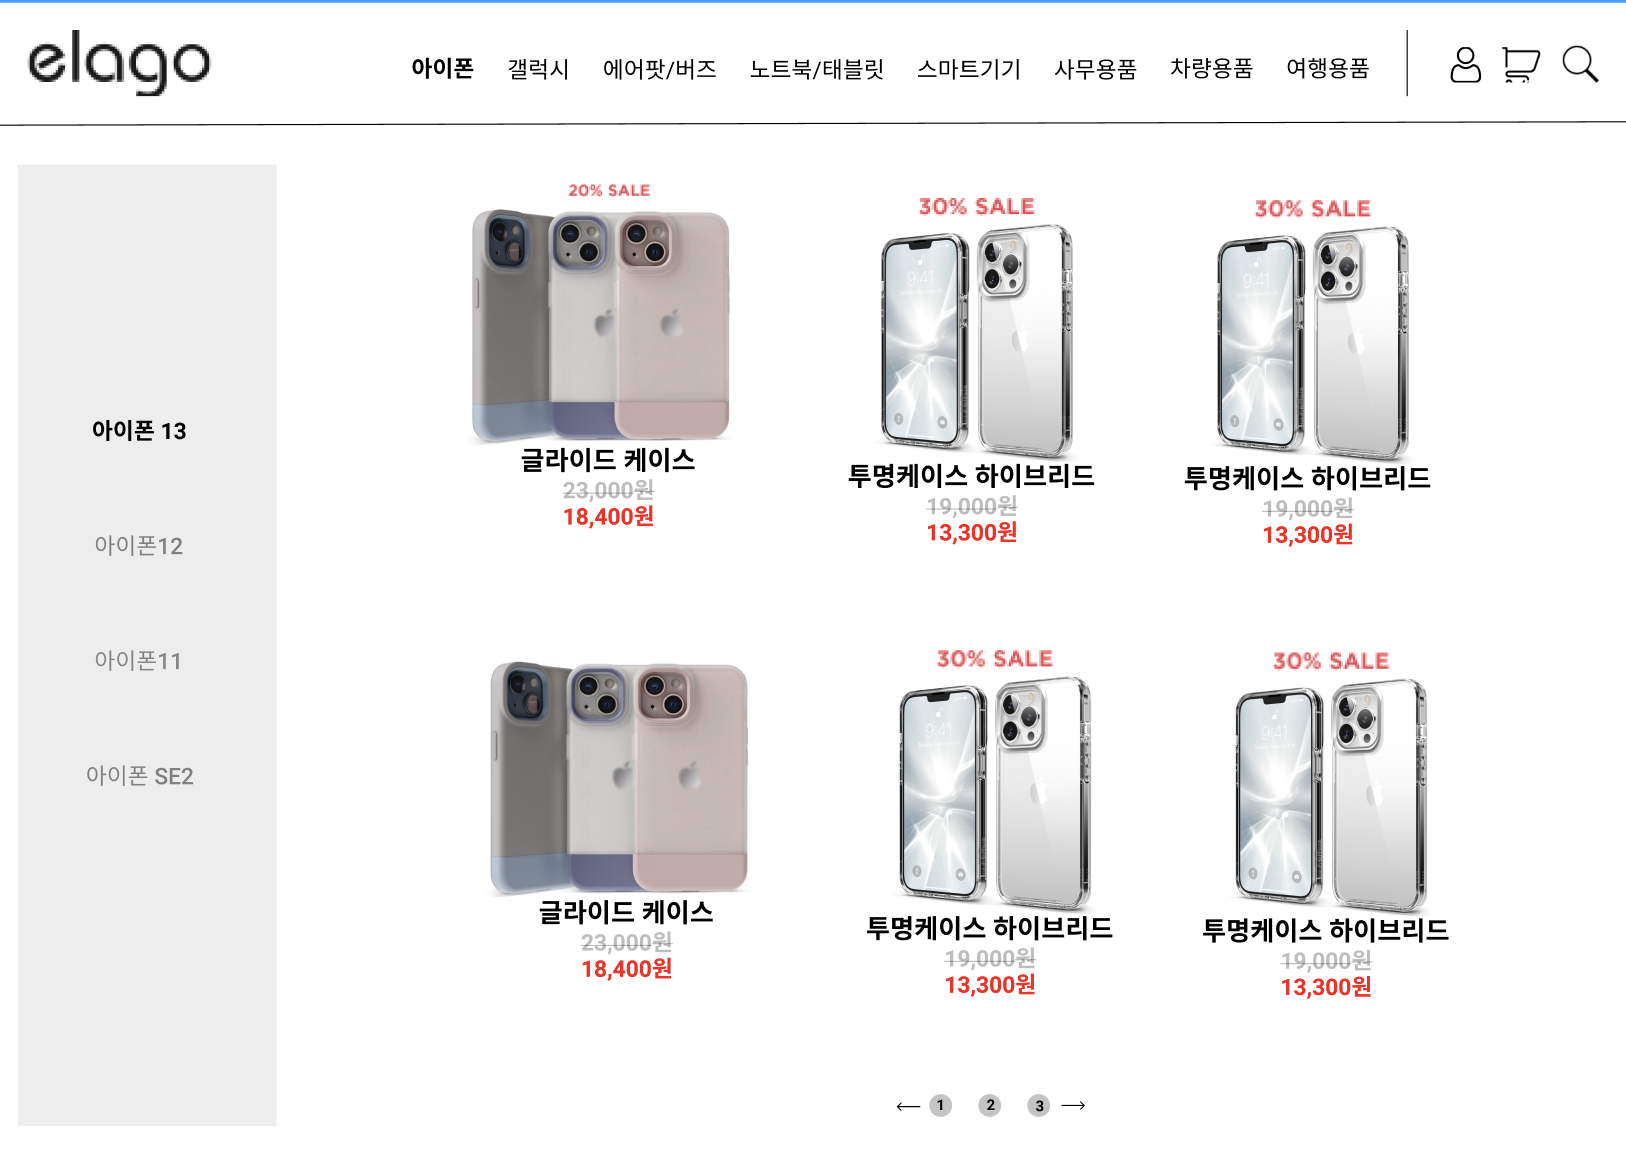 elago
아이폰 갤럭시 에어팟/버즈 노트북/태블릿 스마트기기 사무용품 차량용품 여행용품
아이폰 13
아이폰12
아이폰11
아이폰 SE2
20% SALE
글라이드 케이스
23,000원
18,400원
30% SALE
9:41
투명케이스 하이브리드
19,000원
13,300원
30% SALE
9:41
투명케이스 하이브리드
19,000원
13,300원
글라이드 케이스
23,000원
18,400원
30% SALE
9:41
투명케이스 하이브리드
19,000원
13,300원
30% SALE
9:41
투명케이스 하이브리드
19,000원
13,300원
1 2 3